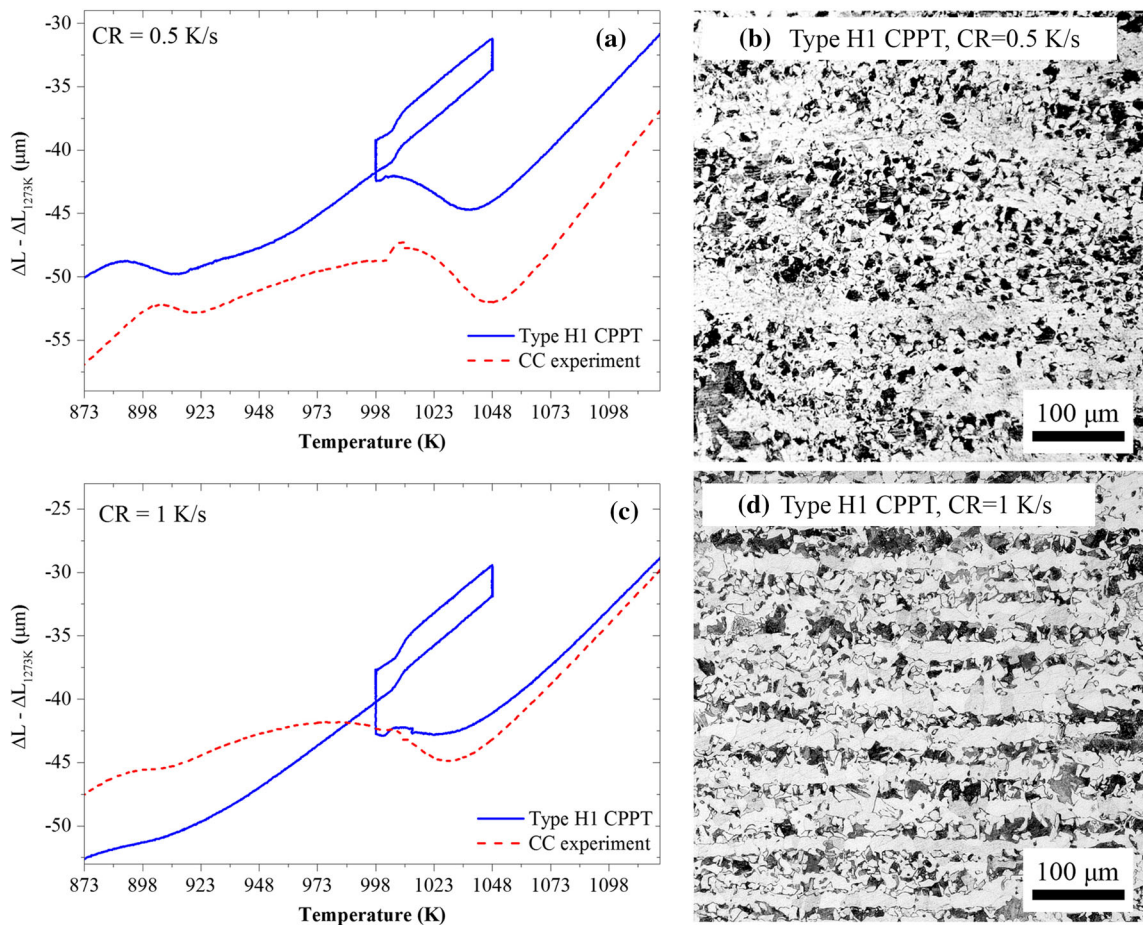 CR = 0.5 K/s
(a)
-30
-35
-40
-45
-50
-55
ΔL - ΔL1273K (μm)
Type H1 CPPT
CC experiment
873 898 923 948 973 998 1023 1048 1073 1098
Temperature (K)
(b) Type H1 CPPT, CR=0.5 K/s
100 μm
CR = 1 K/s
(c)
-25
-30
-35
-40
-45
-50
ΔL - ΔL1273K (μm)
Type H1 CPPT
CC experiment
873 898 923 948 973 998 1023 1048 1073 1098
Temperature (K)
(d) Type H1 CPPT, CR=1 K/s
100 μm